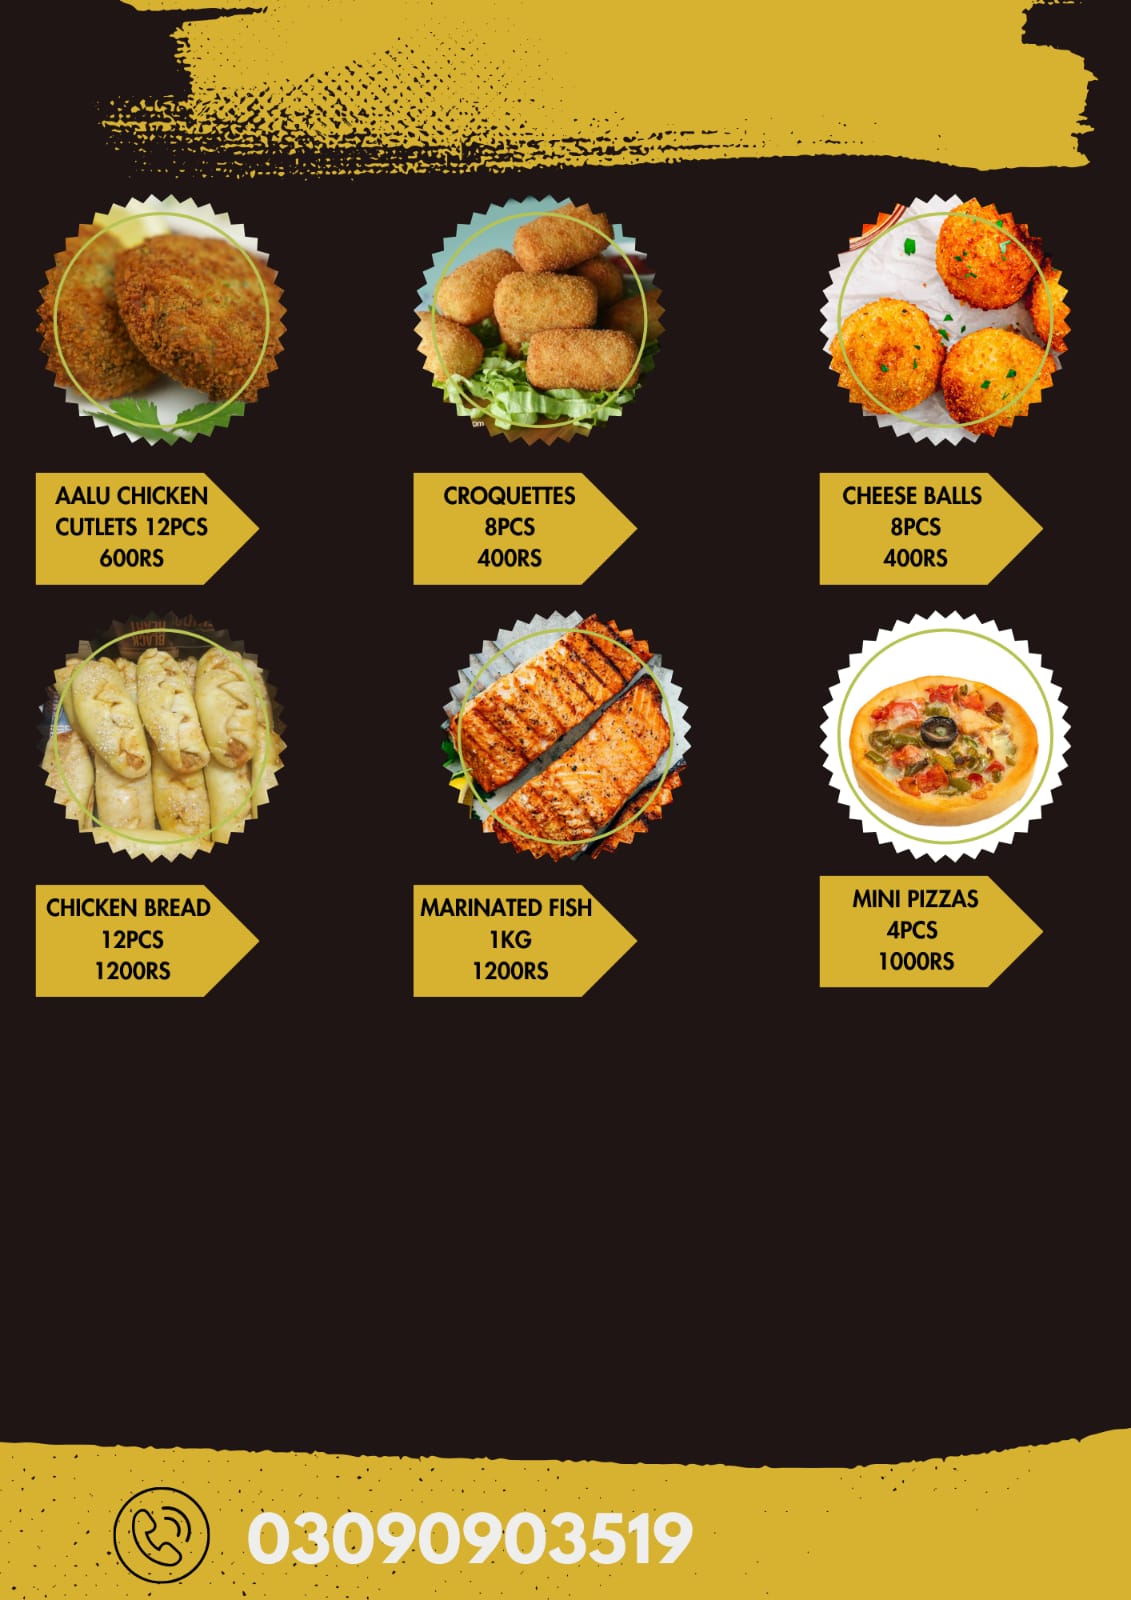 AALU CHICKEN
CUTLETS 12PCS
600RS
CROQUETTES
8PCS
400RS
CHEESE BALLS
8PCS
400RS
CHICKEN BREAD
12PCS
1200RS
MARINATED FISH
1KG
1200RS
MINI PIZZAS
4PCS
1000RS
03090903519